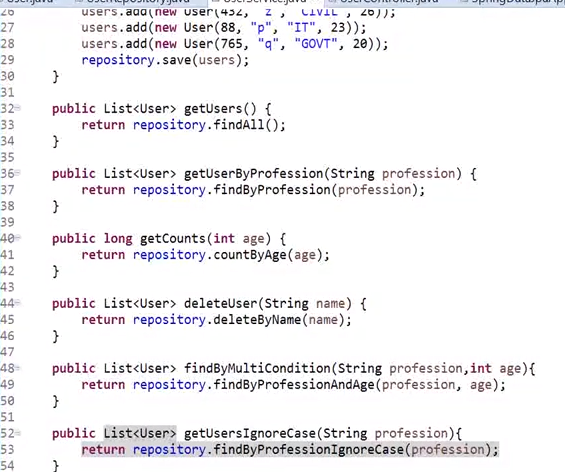 User.java UserRepository.java UserService.java UserController.java
26 users.add(new User(432, "z", "CIVIL", 26));
27 users.add(new User(88, "p", "IT", 23));
28 users.add(new User(765, "q", "GOVT", 20));
29 repository.save(users);
30 }
31
32 public List<User> getUsers() {
33 return repository.findAll();
34 }
35
36 public List<User> getUserByProfession(String profession) {
37 return repository.findByProfession(profession);
38 }
39
40 public long getCounts(int age) {
41 return repository.countByAge(age);
42 }
43
44 public List<User> deleteUser(String name) {
45 return repository.deleteByName(name);
46 }
47
48 public List<User> findByMultiCondition(String profession,int age){
49 return repository.findByProfessionAndAge(profession, age);
50 }
51
52 public List<User> getUsersIgnoreCase(String profession){
53 return repository.findByProfessionIgnoreCase(profession);
54 }